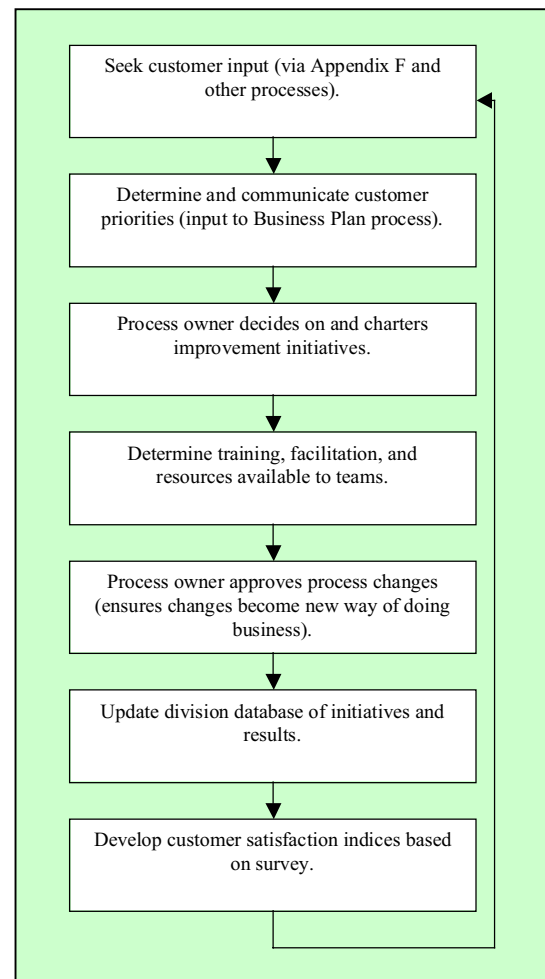 Seek customer input (via Appendix F and
other processes).
Determine and communicate customer
priorities (input to Business Plan process).
Process owner decides on and charters
improvement initiatives.
Determine training, facilitation, and
resources available to teams.
Process owner approves process changes
(ensures changes become new way of doing
business).
Update division database of initiatives and
results.
Develop customer satisfaction indices based
on survey.